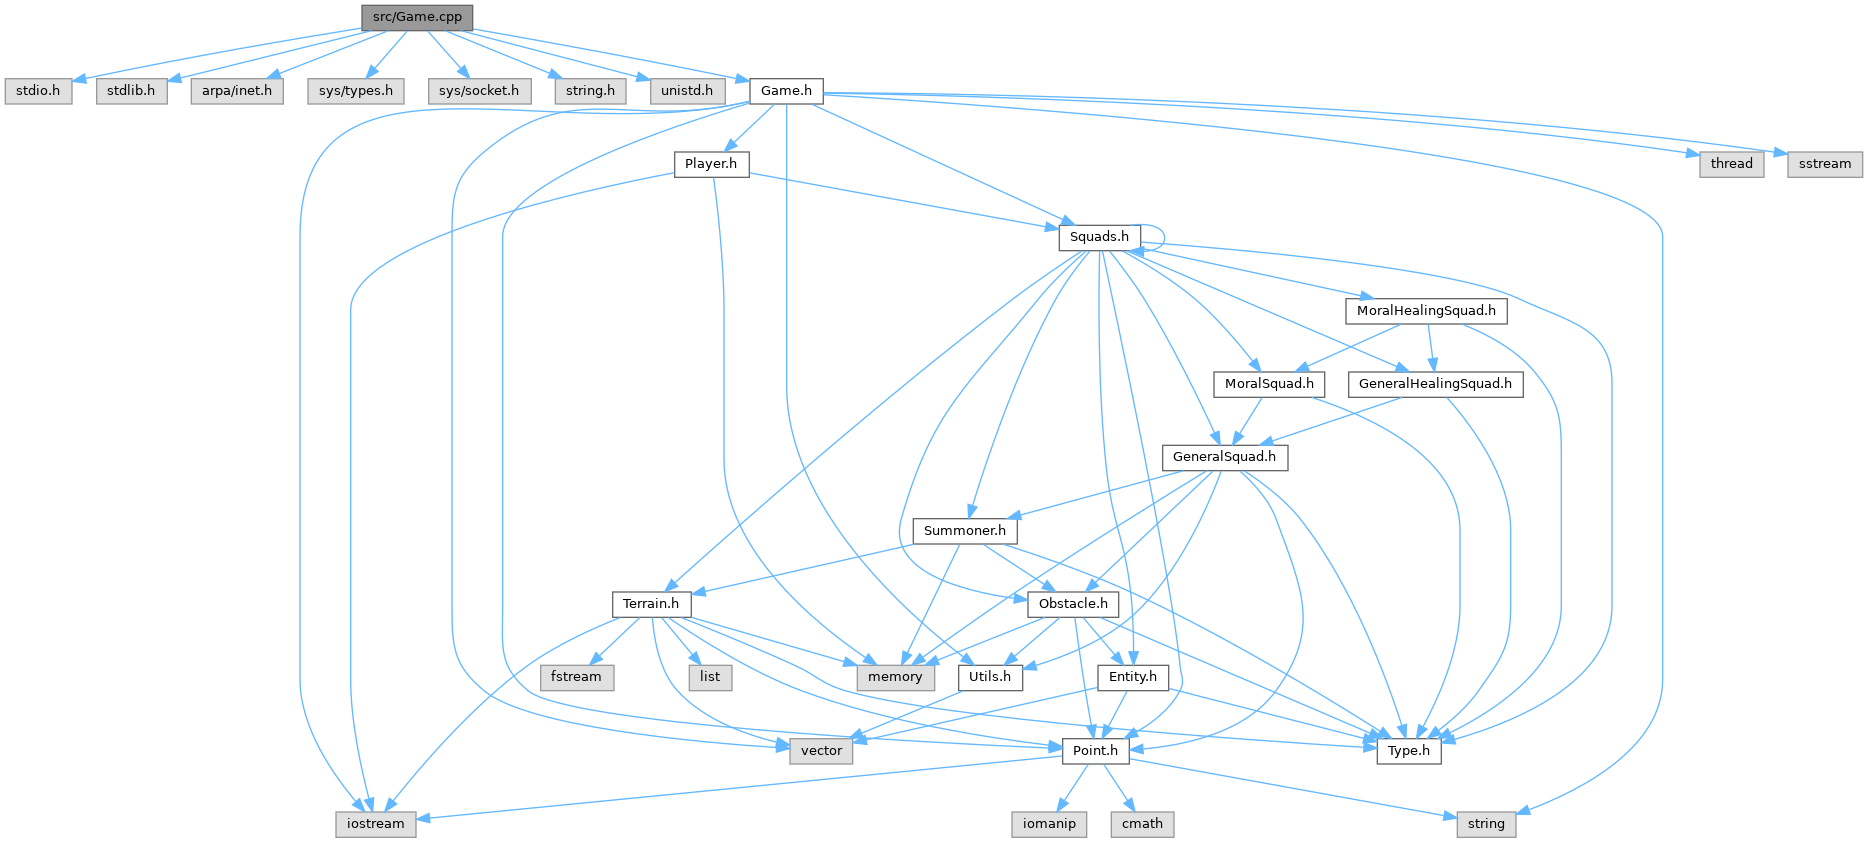 src/Game.cpp
stdio.h
stdlib.h
arpa/inet.h
sys/types.h
sys/socket.h
string.h
unistd.h
Game.h
Player.h
thread
sstream
Squads.h
MoralHealingSquad.h
MoralSquad.h
GeneralHealingSquad.h
GeneralSquad.h
Summoner.h
Terrain.h
Obstacle.h
fstream
list
memory
Utils.h
Entity.h
vector
Point.h
Type.h
iostream
iomanip
cmath
string